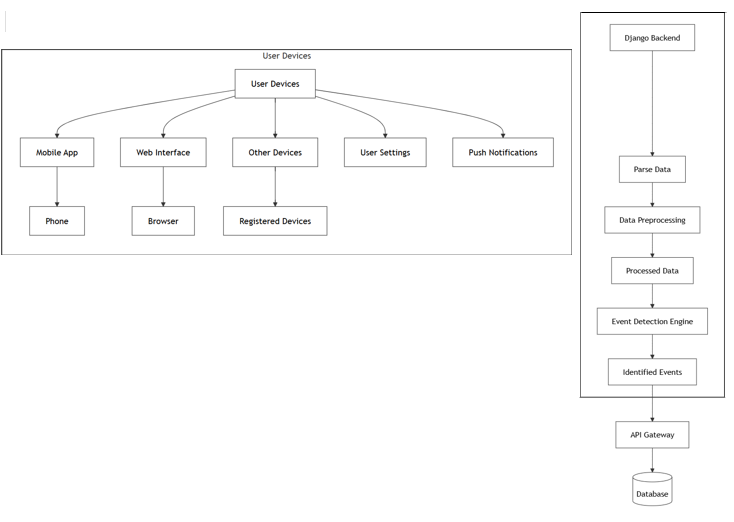 User Devices
User Devices
Mobile App
Web Interface
Other Devices
User Settings
Push Notifications
Phone
Browser
Registered Devices
Django Backend
Parse Data
Data Preprocessing
Processed Data
Event Detection Engine
Identified Events
API Gateway
Database